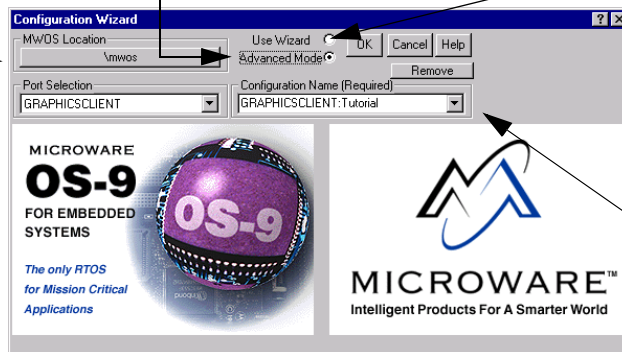 Configuration Wizard
MWOS Location
\mwos
Use Wizard
Advanced Mode
OK
Cancel
Help
Remove
Port Selection
GRAPHICSCLIENT
Configuration Name (Required)
GRAPHICSCLIENT:Tutorial
MICROWARE
OS-9
FOR EMBEDDED
SYSTEMS
The only RTOS
for Mission Critical
Applications
OS-9
MICROWARE™
Intelligent Products For A Smarter World